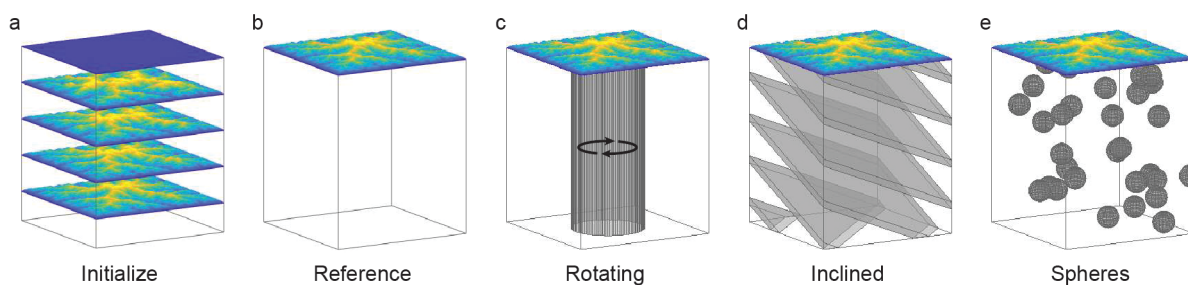 a
b
c
d
e
Initialize
Reference
Rotating
Inclined
Spheres